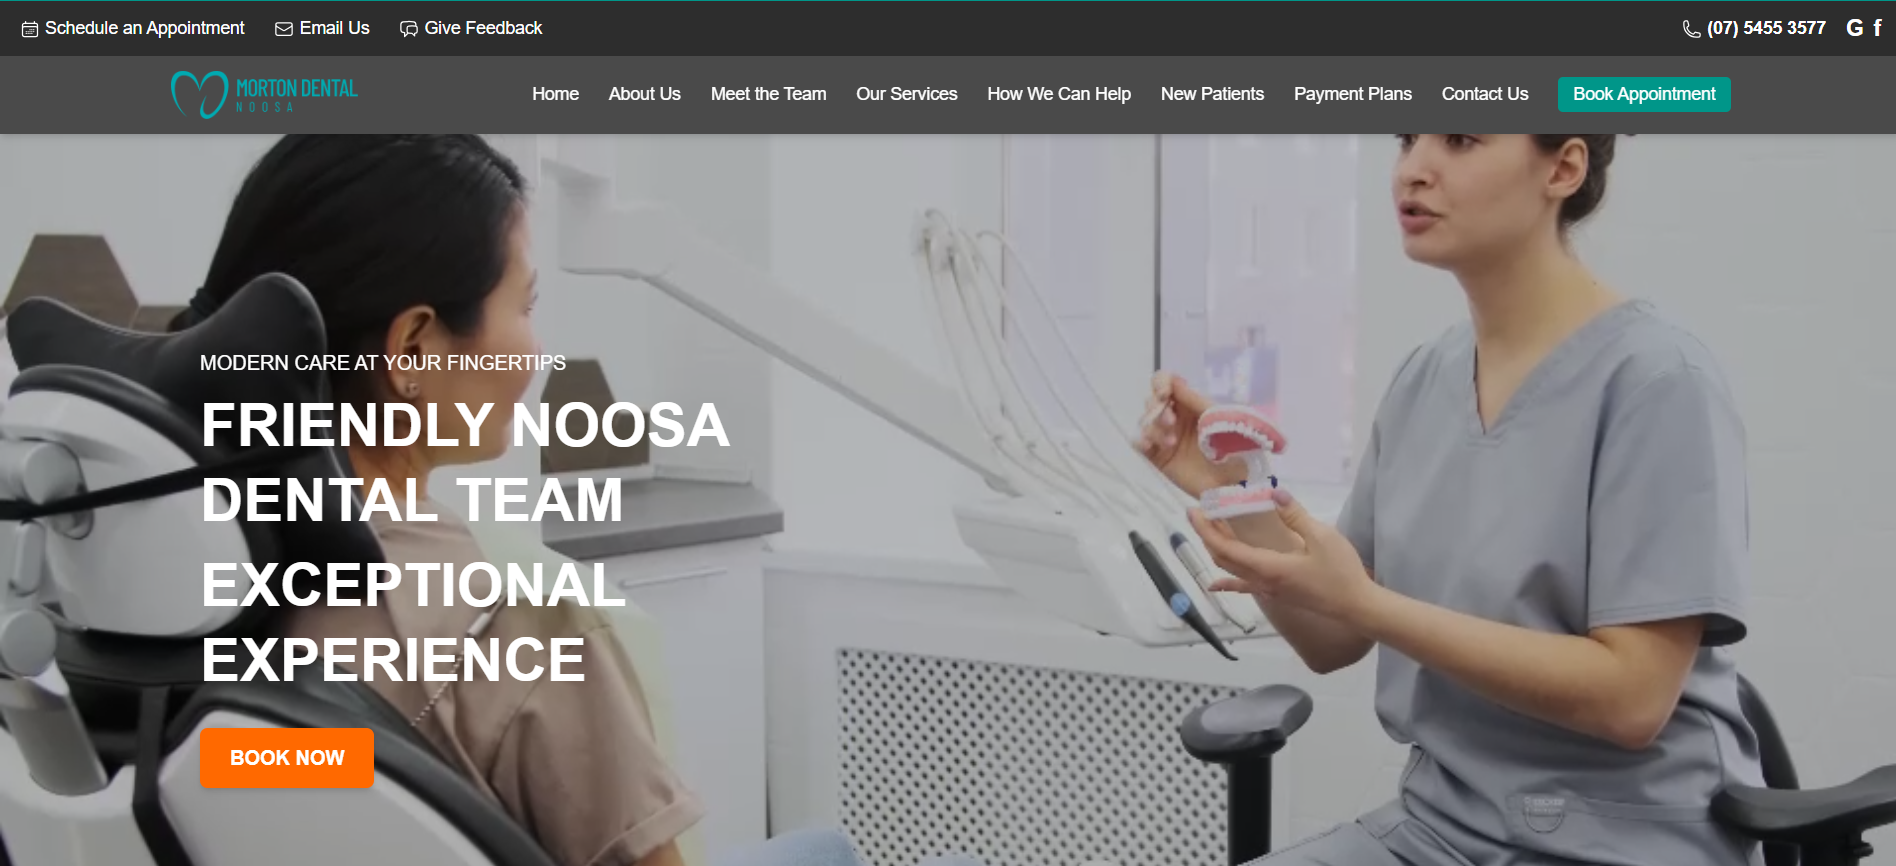 Schedule an Appointment Email Us Give Feedback (07) 5455 3577 G f
MORTON DENTAL
NOOSA
Home About Us Meet the Team Our Services How We Can Help New Patients Payment Plans Contact Us Book Appointment
MODERN CARE AT YOUR FINGERTIPS
FRIENDLY NOOSA
DENTAL TEAM
EXCEPTIONAL
EXPERIENCE
BOOK NOW